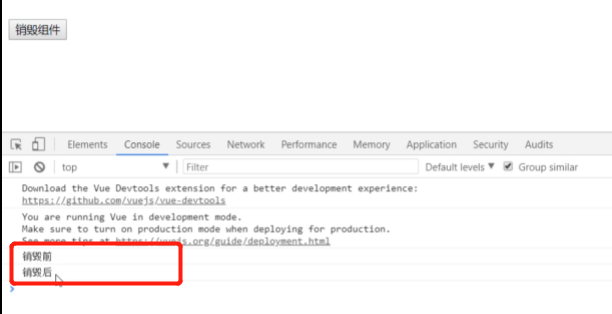 销毁组件
Elements Console Sources Network Performance Memory Application Security Audits
top Filter Default levels Group similar
Download the Vue Devtools extension for a better development experience:
https://github.com/vuejs/vue-devtools
You are running Vue in development mode.
Make sure to turn on production mode when deploying for production.
See more tips at https://vuejs.org/guide/deployment.html
销毁前
销毁后